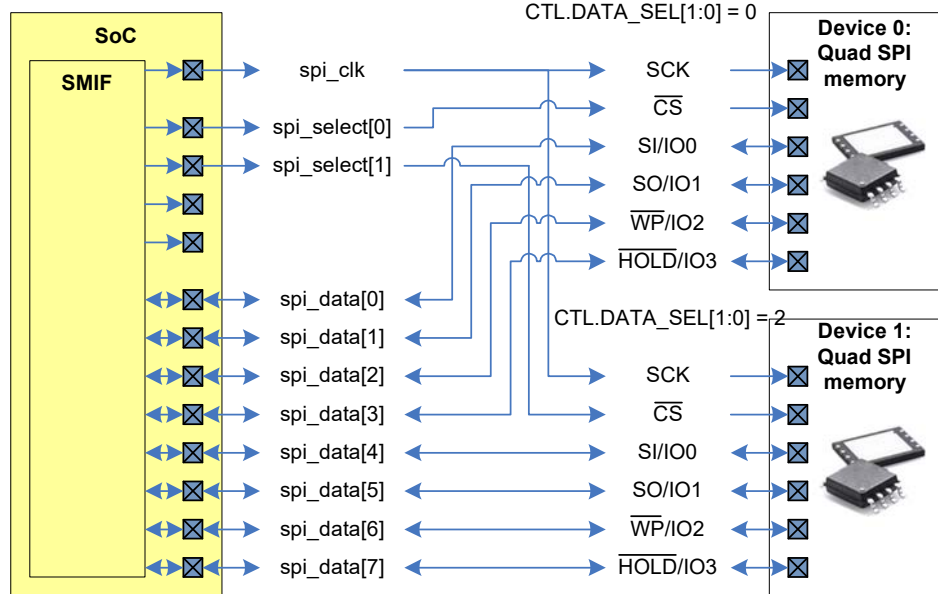 CTL.DATA_SEL[1:0] = 0
SoC
SMIF
Device 0:
Quad SPI
memory
spi_clk
SCK
spi_select[0]
CS
spi_select[1]
SI/IO0
SO/IO1
WP/IO2
HOLD/IO3
spi_data[0]
CTL.DATA_SEL[1:0] = 2
spi_data[1]
Device 1:
Quad SPI
memory
spi_data[2]
SCK
spi_data[3]
CS
spi_data[4]
SI/IO0
spi_data[5]
SO/IO1
spi_data[6]
WP/IO2
spi_data[7]
HOLD/IO3